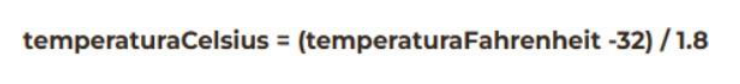 temperaturaCelsius = (temperaturaFahrenheit -32) / 1.8